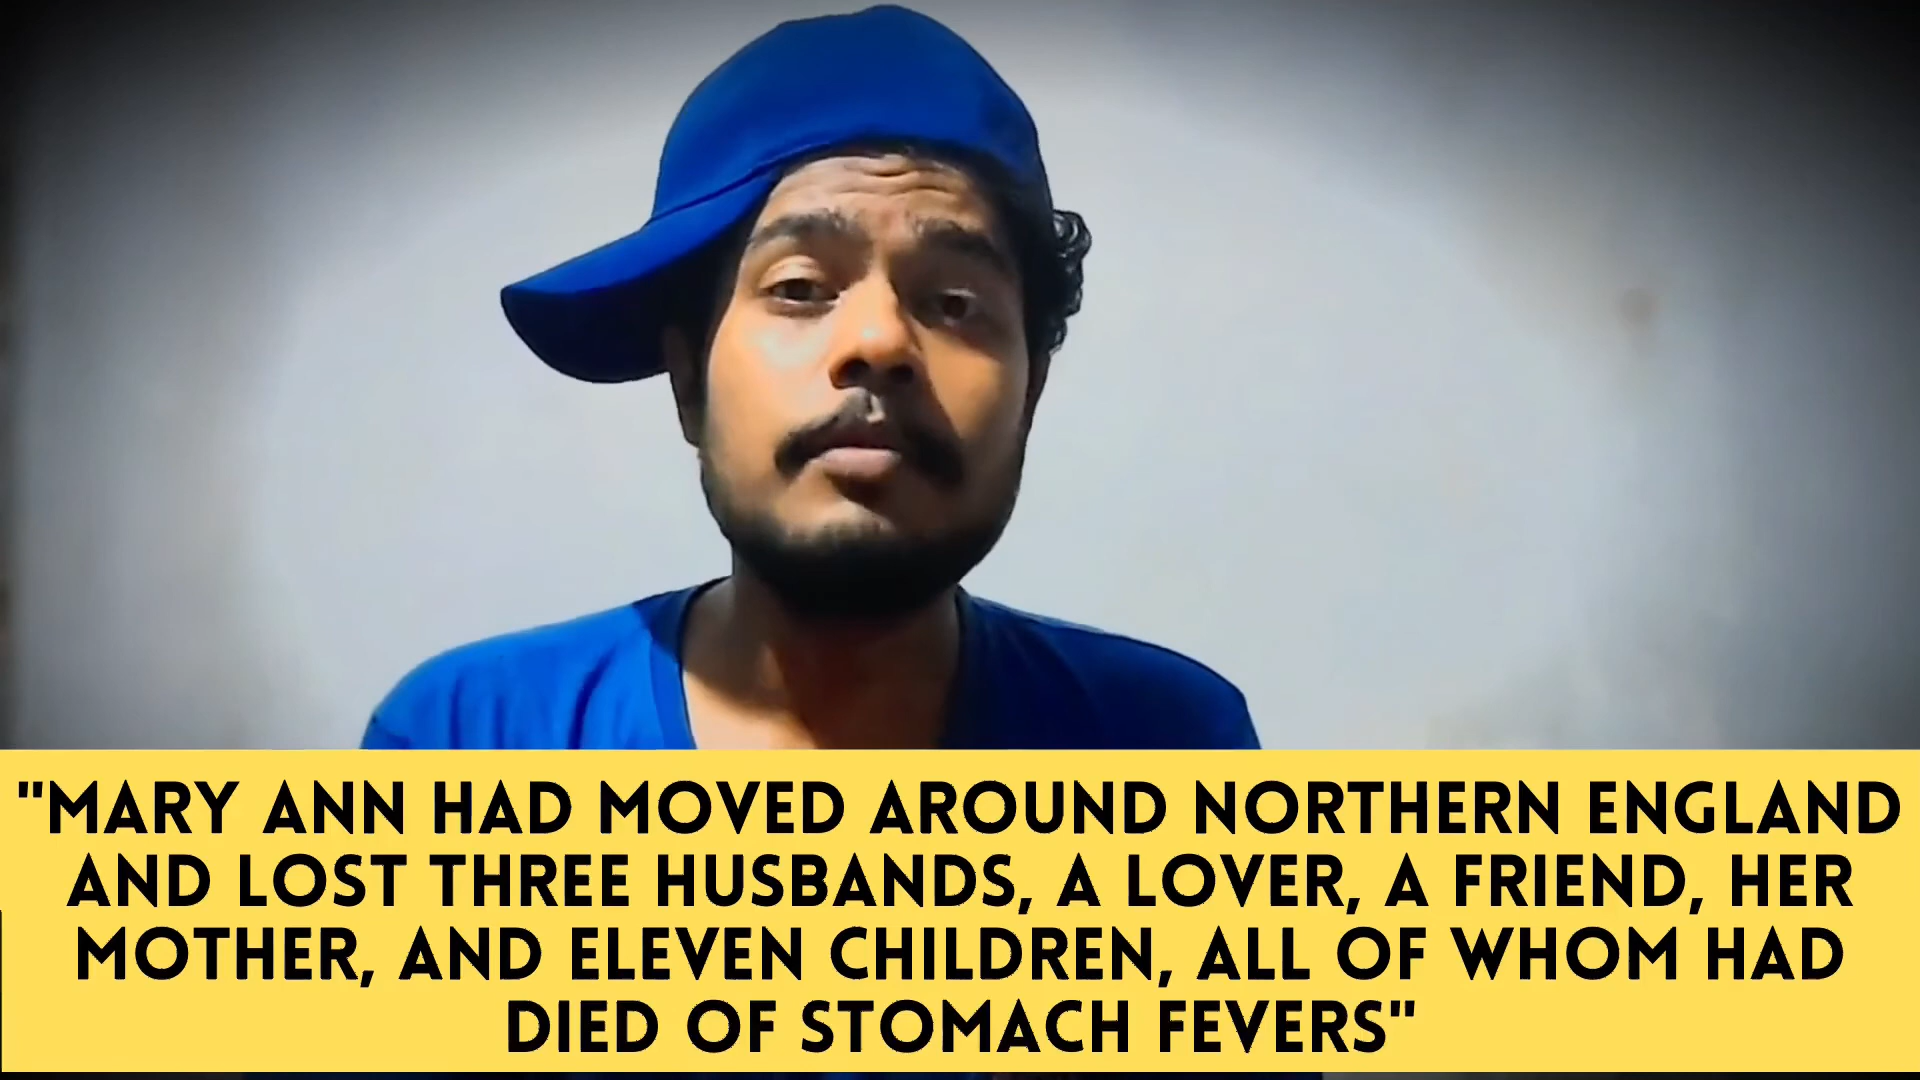 "MARY ANN HAD MOVED AROUND NORTHERN ENGLAND
AND LOST THREE HUSBANDS, A LOVER, A FRIEND, HER
MOTHER, AND ELEVEN CHILDREN, ALL OF WHOM HAD
DIED OF STOMACH FEVERS"